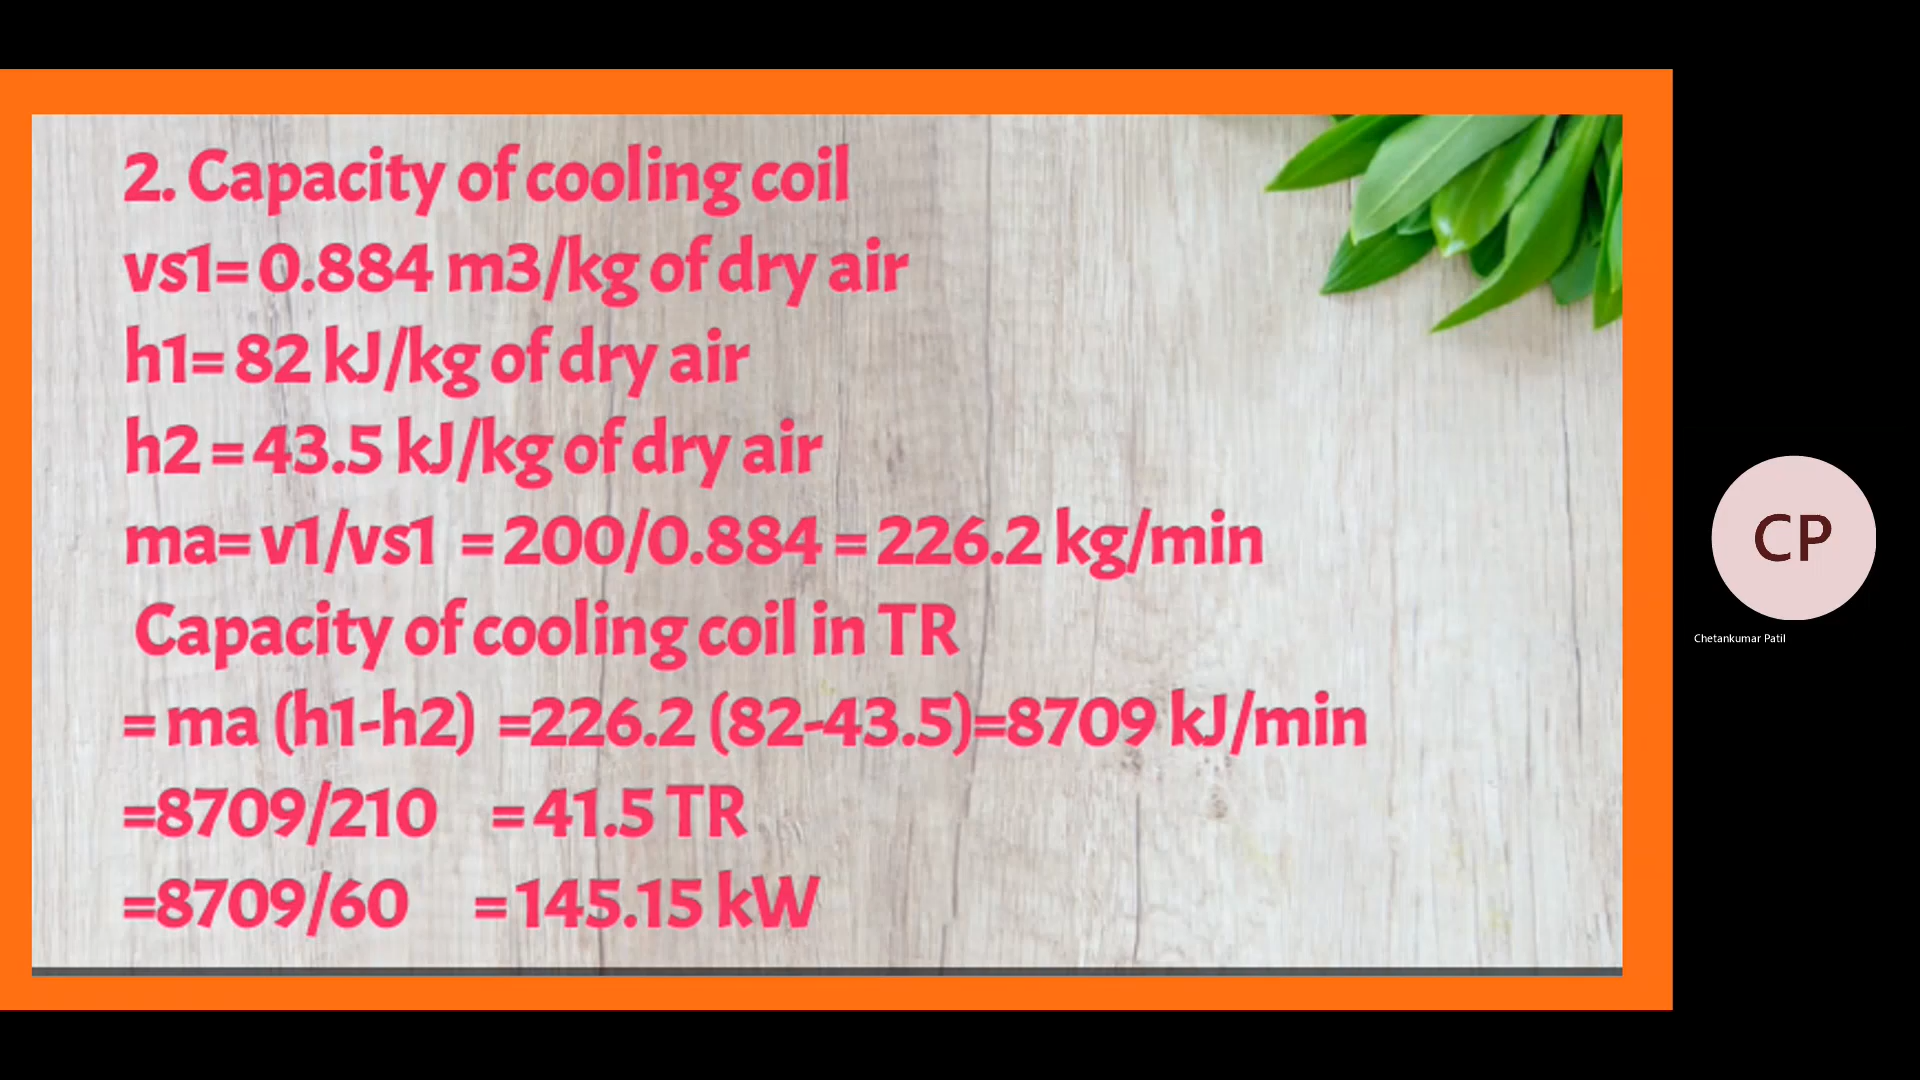 2. Capacity of cooling coil
vs1= 0.884 m3/kg of dry air
h1= 82 kJ/kg of dry air
h2 = 43.5 kJ/kg of dry air
ma= v1/vs1 = 200/0.884 = 226.2 kg/min
Capacity of cooling coil in TR
= ma (h1-h2) =226.2 (82-43.5)=8709 kJ/min
=8709/210 = 41.5 TR
=8709/60 = 145.15 kW
CP
Chetankumar Patil